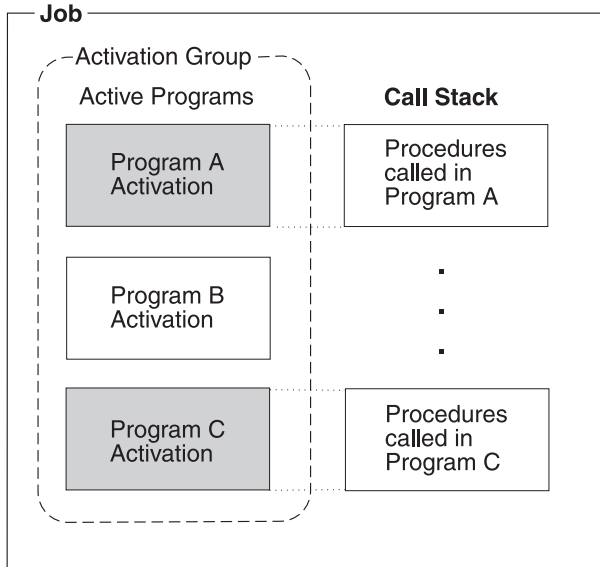 Job
Activation Group
Active Programs
Call Stack
Program A
Activation
Procedures
called in
Program A
Program B
Activation
Program C
Activation
Procedures
called in
Program C